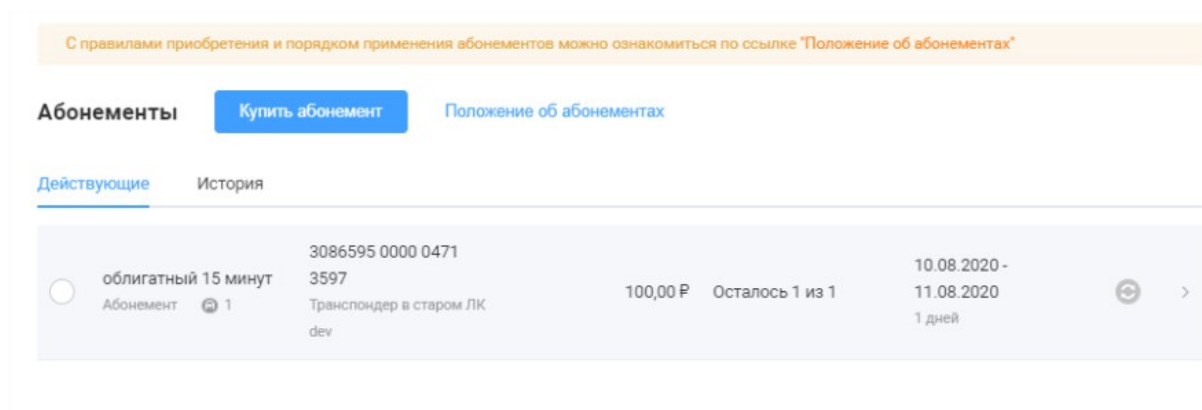 С правилами приобретения и порядком применения абонементов можно ознакомиться по ссылке "Положение об абонементах"
Абонементы Купить абонемент Положение об абонементах
Действующие История
облигатный 15 минут
Абонемент 1
3086595 0000 0471
3597
Транспондер в старом ЛК
dev
100,00 ₽ Осталось 1 из 1
10.08.2020 -
11.08.2020
1 дней